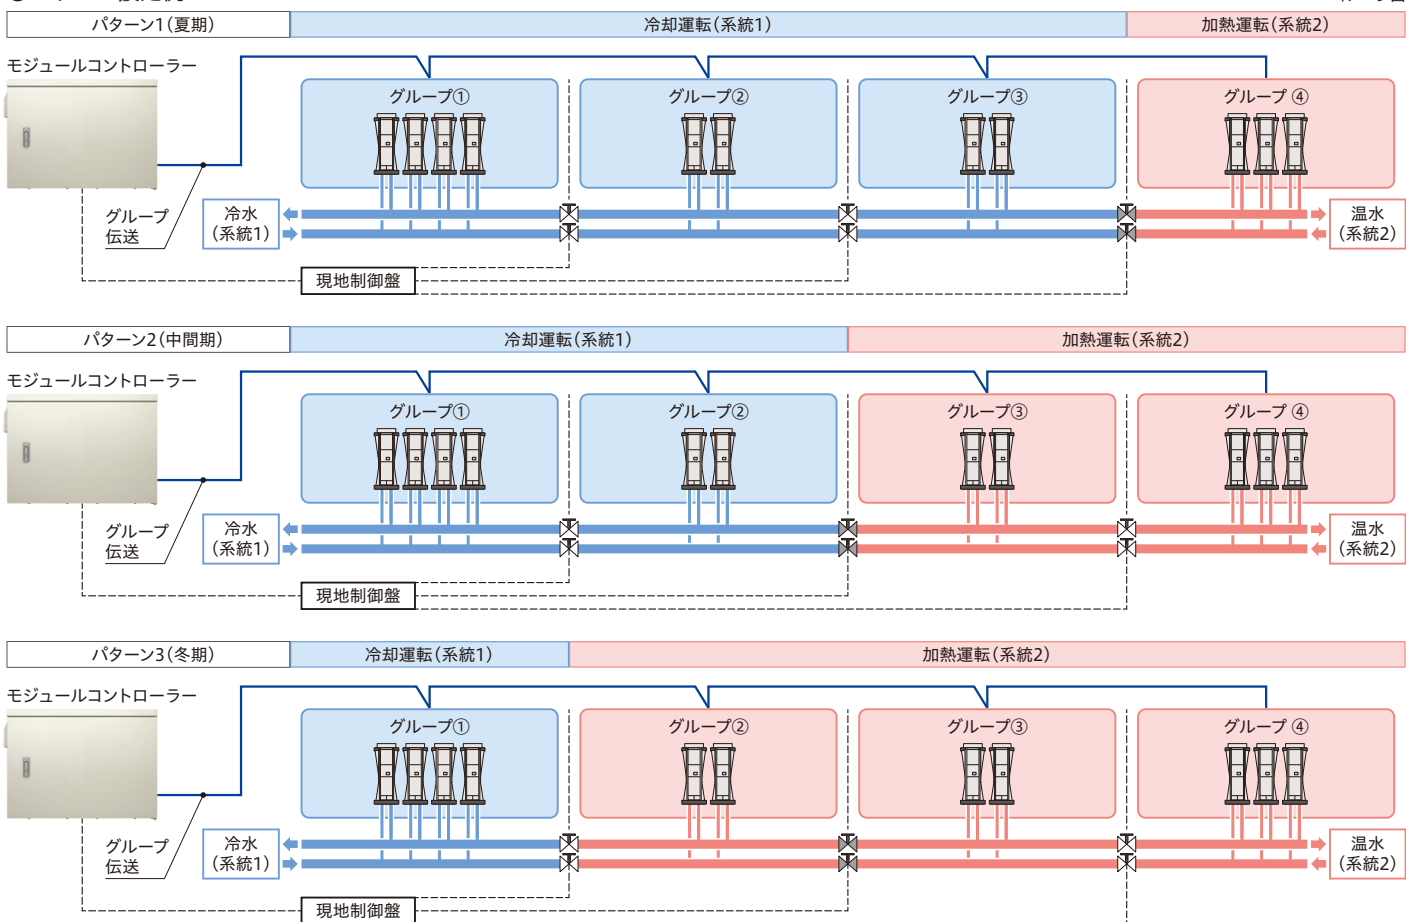 パターン1（夏期）
冷却運転（系統1）
加熱運転（系統2）
モジュールコントローラー
グループ①
グループ②
グループ③
グループ ④
グループ
伝送
冷水
（系統1）
温水
（系統2）
現地制御盤
パターン2（中間期）
冷却運転（系統1）
加熱運転（系統2）
モジュールコントローラー
グループ①
グループ②
グループ③
グループ ④
グループ
伝送
冷水
（系統1）
温水
（系統2）
現地制御盤
パターン3（冬期）
冷却運転（系統1）
加熱運転（系統2）
モジュールコントローラー
グループ①
グループ②
グループ③
グループ ④
グループ
伝送
冷水
（系統1）
温水
（系統2）
現地制御盤